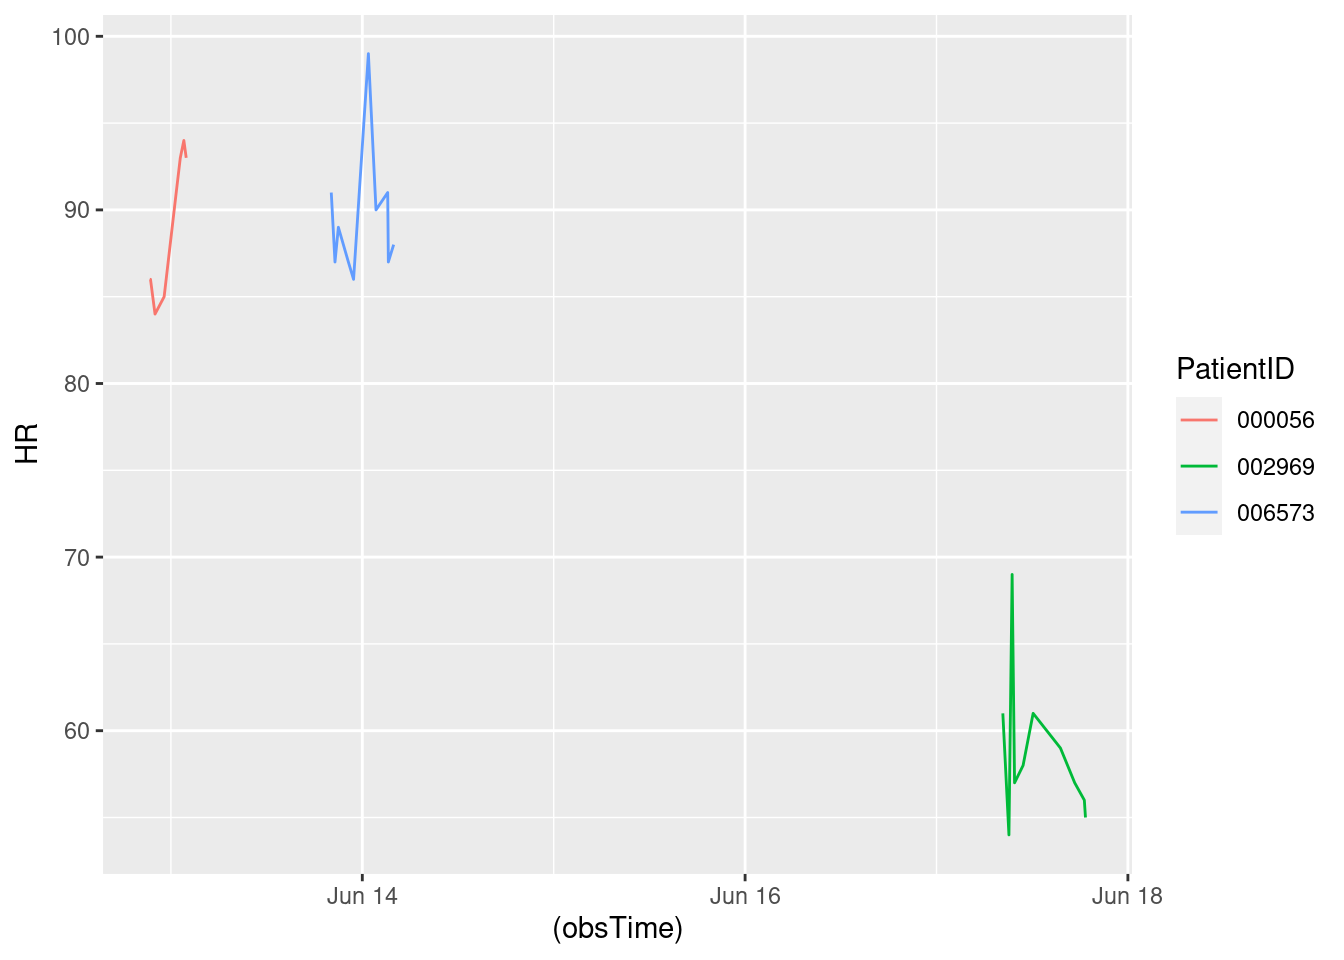 100
90
80
70
60
HR
Jun 14
Jun 16
Jun 18
(obsTime)
PatientID
000056
002969
006573